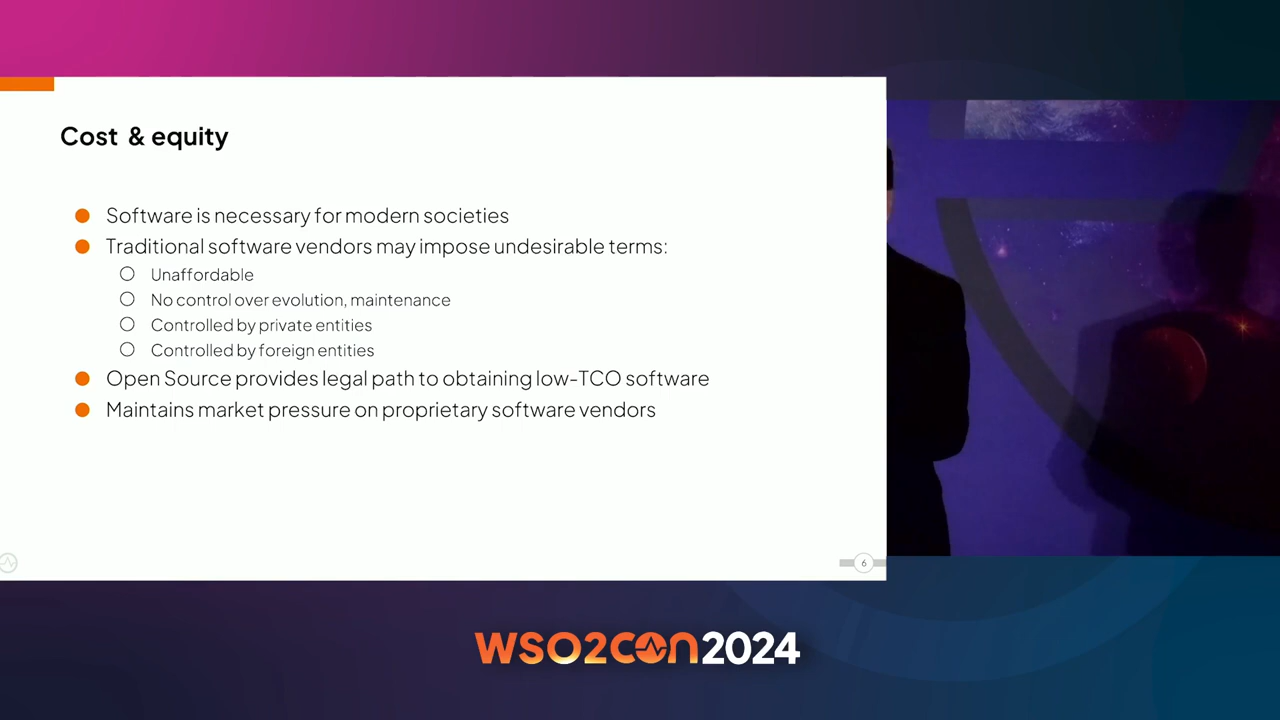 Cost & equity
Software is necessary for modern societies
Traditional software vendors may impose undesirable terms:
Unaffordable
No control over evolution, maintenance
Controlled by private entities
Controlled by foreign entities
Open Source provides legal path to obtaining low-TCO software
Maintains market pressure on proprietary software vendors
6
WSO2CON2024